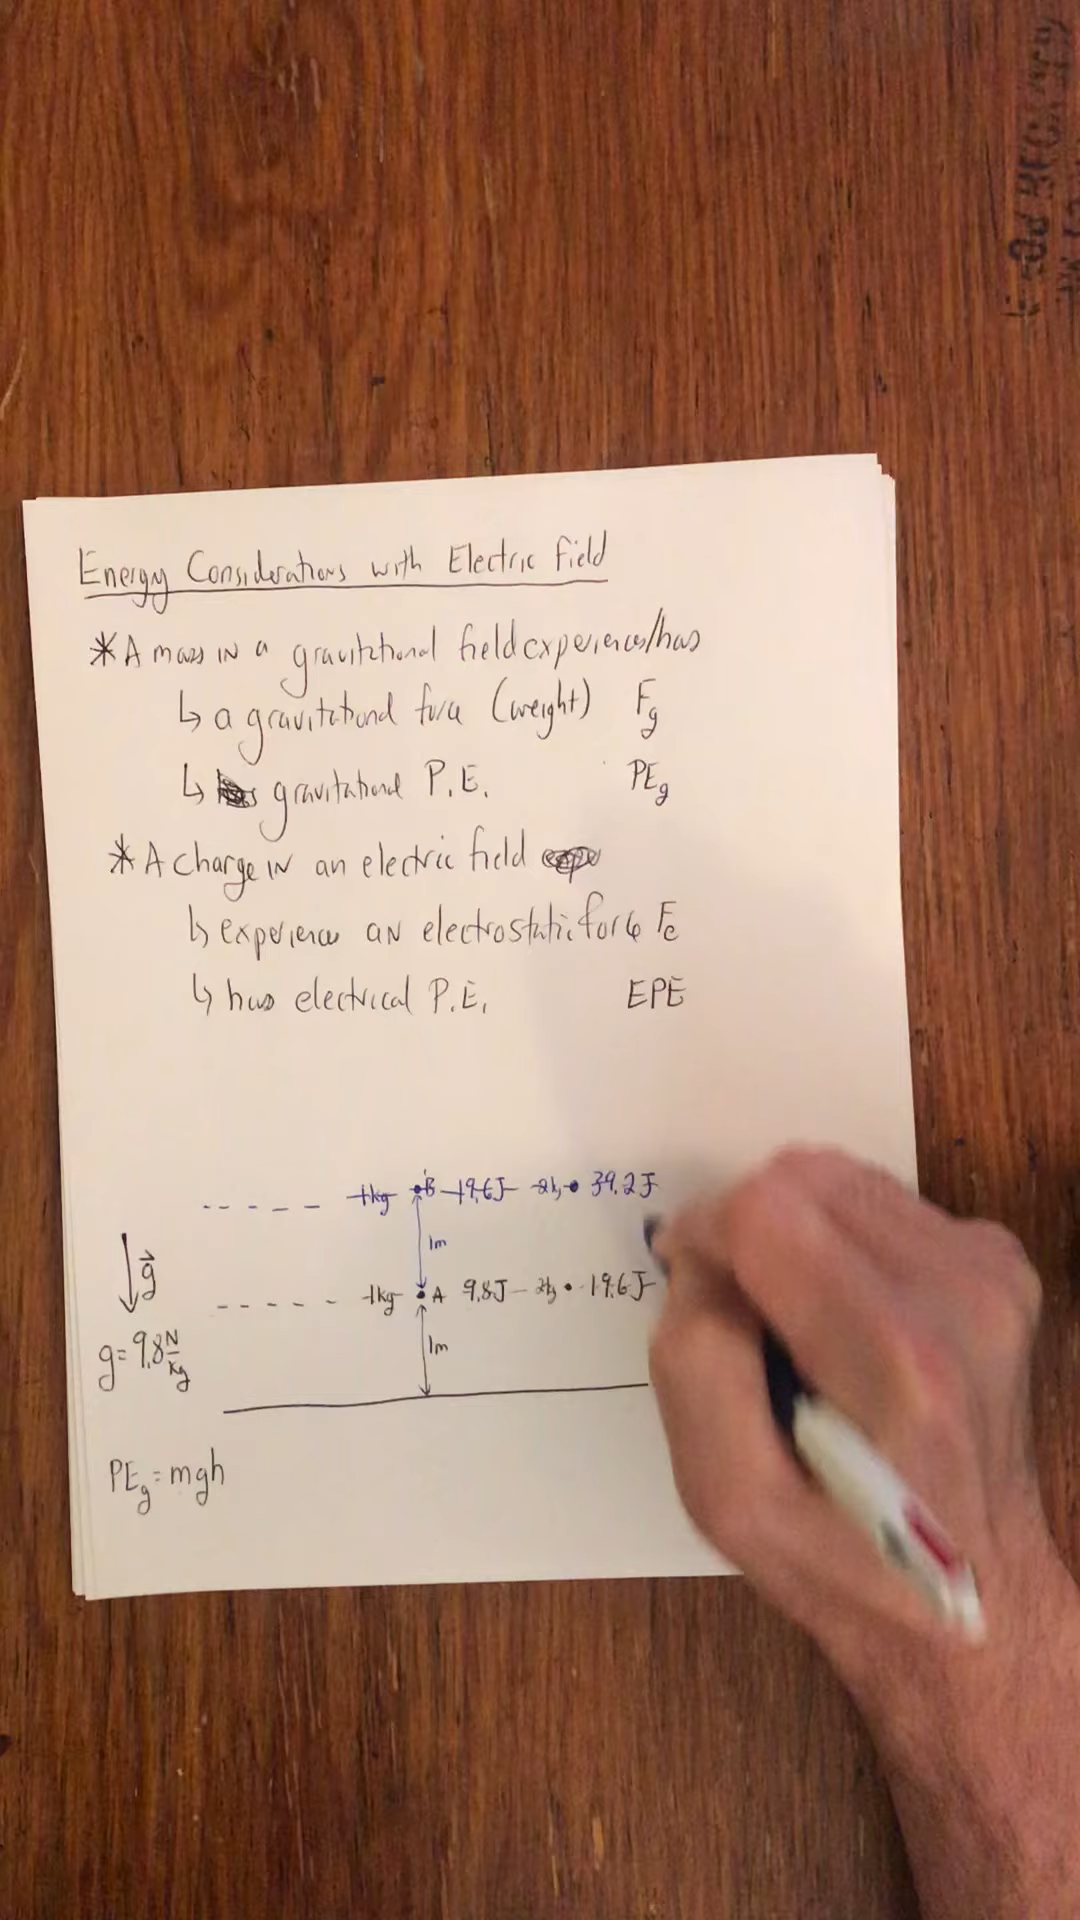 Energy Considerations with Electric Field
* A mass in a gravitational field experiences/has
↳ a gravitational force (weight) Fg
↳ gravitational P.E. PEg
* A charge in an electric field
↳ experiences an electrostatic force Fe
↳ has electrical P.E. EPE
1kg B 19.6J 2kg 39.2J
1m
g
1kg A 9.8J 2kg 19.6J
1m
g = 9.8 N/kg
PEg = mgh